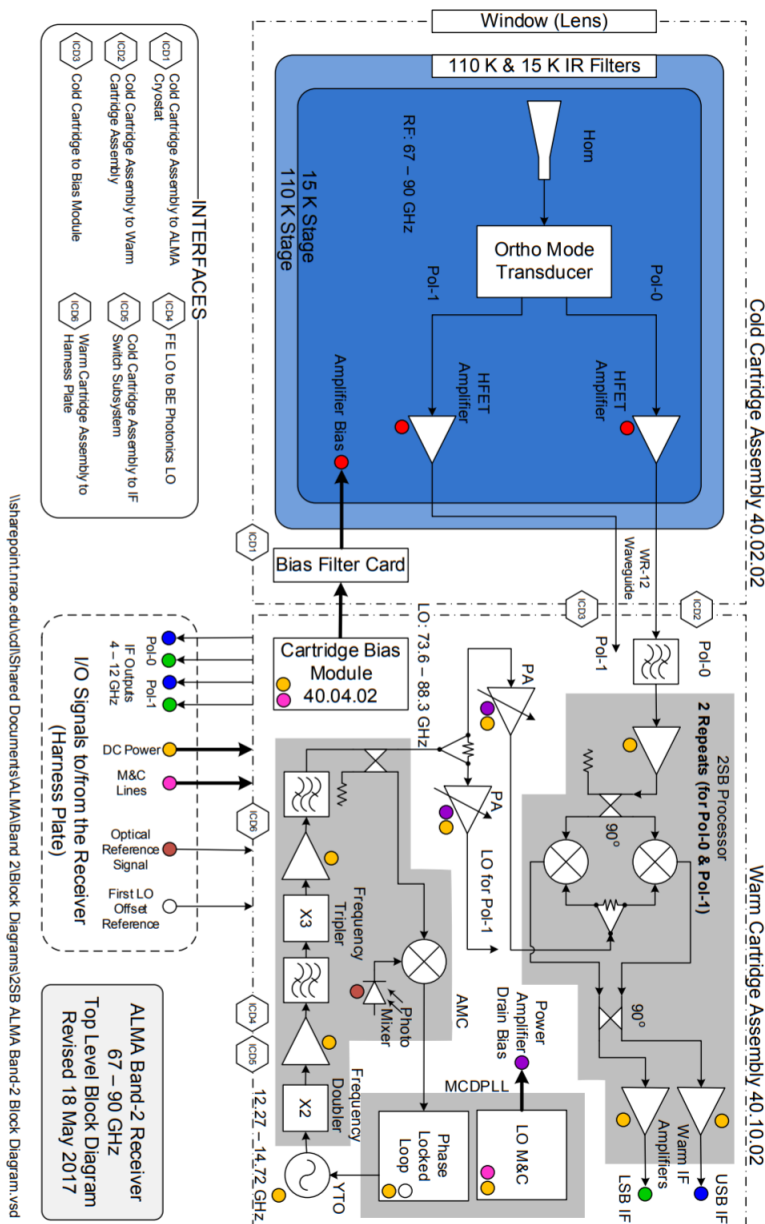 Cold Cartridge Assembly 40.02.02
Warm Cartridge Assembly 40.10.02
Window (Lens)
110 K & 15 K IR Filters
Horn
RF: 67 – 90 GHz
15 K Stage
110 K Stage
Ortho Mode
Transducer
Pol-0
Pol-1
HFET
Amplifier
HFET
Amplifier
Amplifier Bias
WR-12
Waveguide
ICD1
Bias Filter Card
ICD2
ICD3
Pol-0
Pol-1
Cartridge Bias
Module
40.04.02
LO: 73.6 – 88.3 GHz
2SB Processor
2 Repeats (for Pol-0 & Pol-1)
90°
90°
PA
PA
LO for Pol-1
Warm IF
Amplifiers
USB IF
LSB IF
Power
Amplifier
Drain Bias
LO M&C
MCDPLL
Phase
Locked
Loop
AMC
Photo
Mixer
Frequency
Tripler
X3
Frequency
Doubler
X2
YTO
12.27 – 14.72 GHz
ICD6
ICD4
ICD5
INTERFACES
ICD1
Cold Cartridge Assembly to ALMA
Cryostat
ICD2
Cold Cartridge Assembly to Warm
Cartridge Assembly
ICD3
Cold Cartridge to Bias Module
ICD4
FE LO to BE Photonics LO
ICD5
Cold Cartridge Assembly to IF
Switch Subsystem
ICD6
Warm Cartridge Assembly to
Harness Plate
Pol-0
Pol-1
IF Outputs
4 – 12 GHz
DC Power
M&C
Lines
Optical
Reference
Signal
First LO
Offset
Reference
I/O Signals to/from the Receiver
(Harness Plate)
ALMA Band-2 Receiver
67 – 90 GHz
Top Level Block Diagram
Revised 18 May 2017
\\sharepoint.nrao.edu\cdl\Shared Documents\ALMA\Band 2\Block Diagrams\2SB ALMA Band-2 Block Diagram.vsd